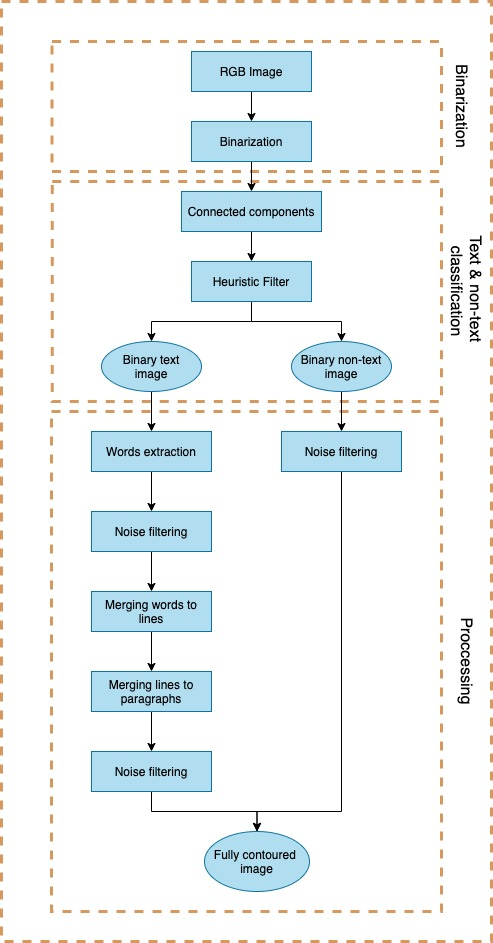 RGB Image
Binarization
Binarization
Connected components
Heuristic Filter
Text & non-text
classification
Binary text
image
Binary non-text
image
Words extraction
Noise filtering
Noise filtering
Merging words to
lines
Proccessing
Merging lines to
paragraphs
Noise filtering
Fully contoured
image